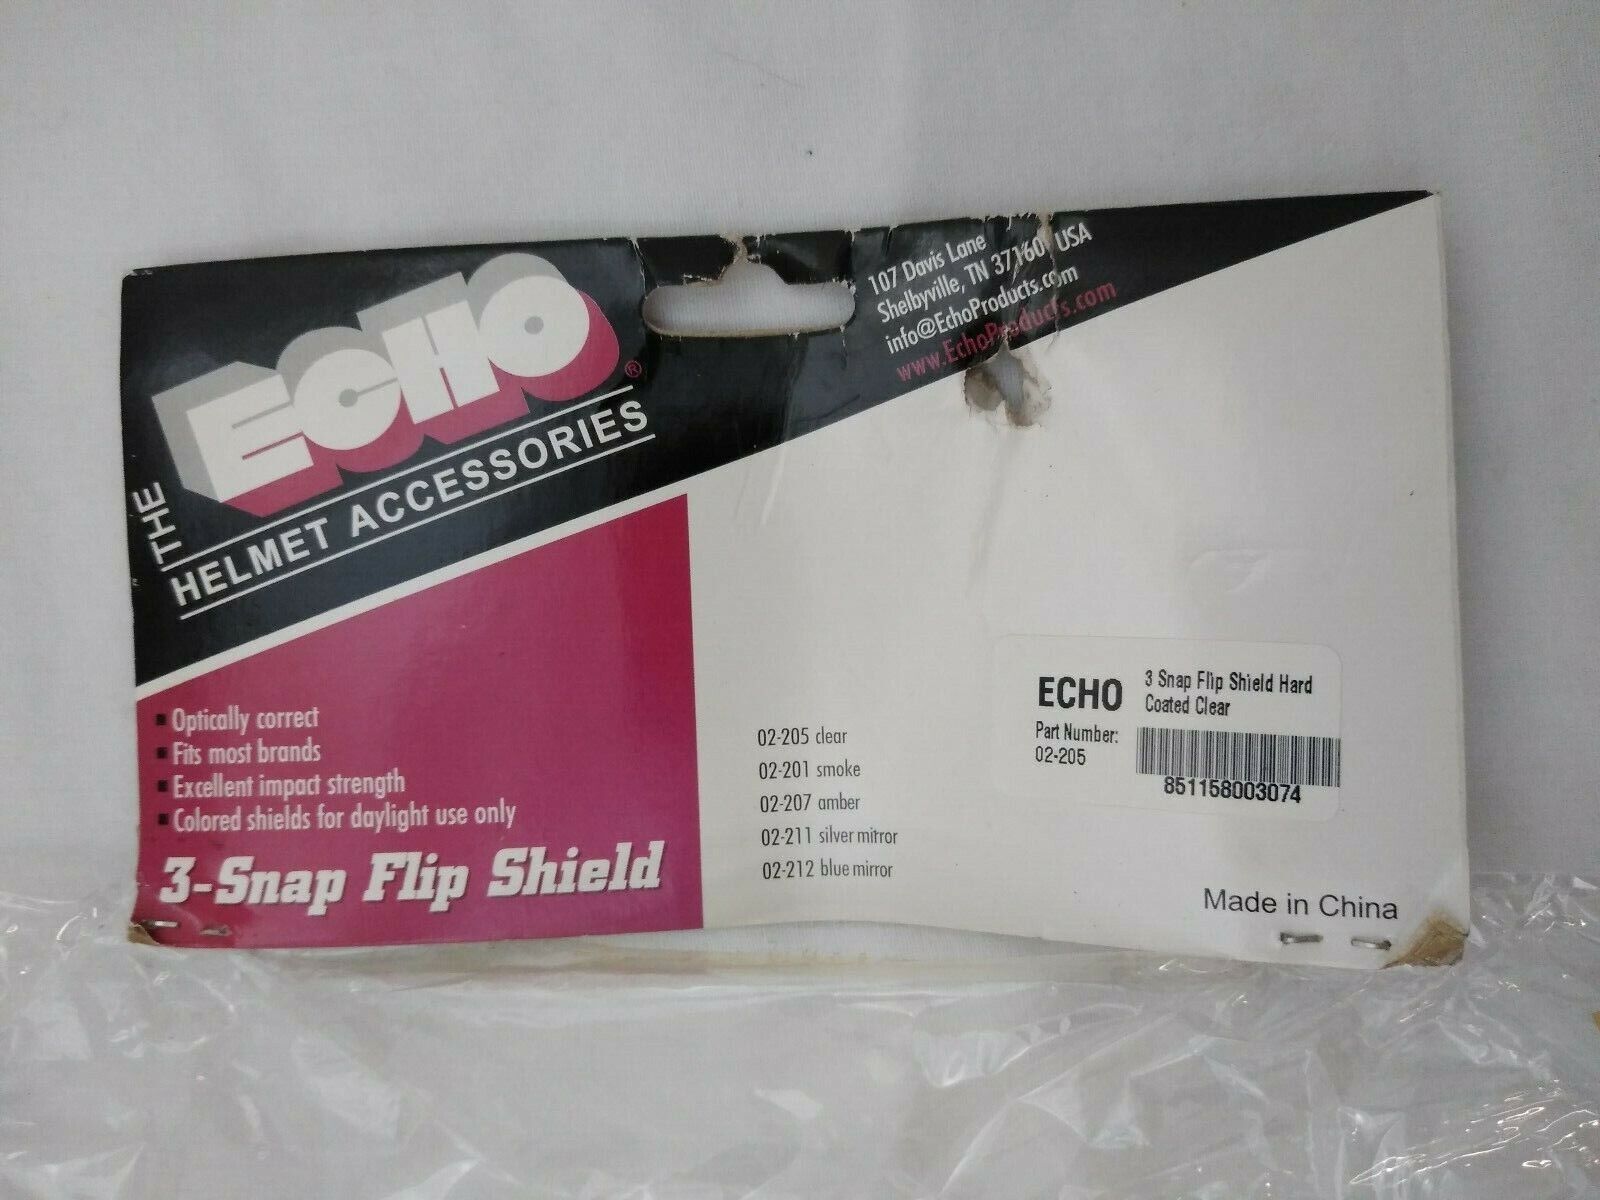 THE
ECHO®
HELMET ACCESSORIES
107 Davis Lane
Shelbyville, TN 37160 USA
info@EchoProducts.com
www.EchoProducts.com
Optically correct
Fits most brands
Excellent impact strength
Colored shields for daylight use only
3-Snap Flip Shield
02-205 clear
02-201 smoke
02-207 amber
02-211 silver mirror
02-212 blue mirror
ECHO
3 Snap Flip Shield Hard
Coated Clear
Part Number:
02-205
851158003074
Made in China